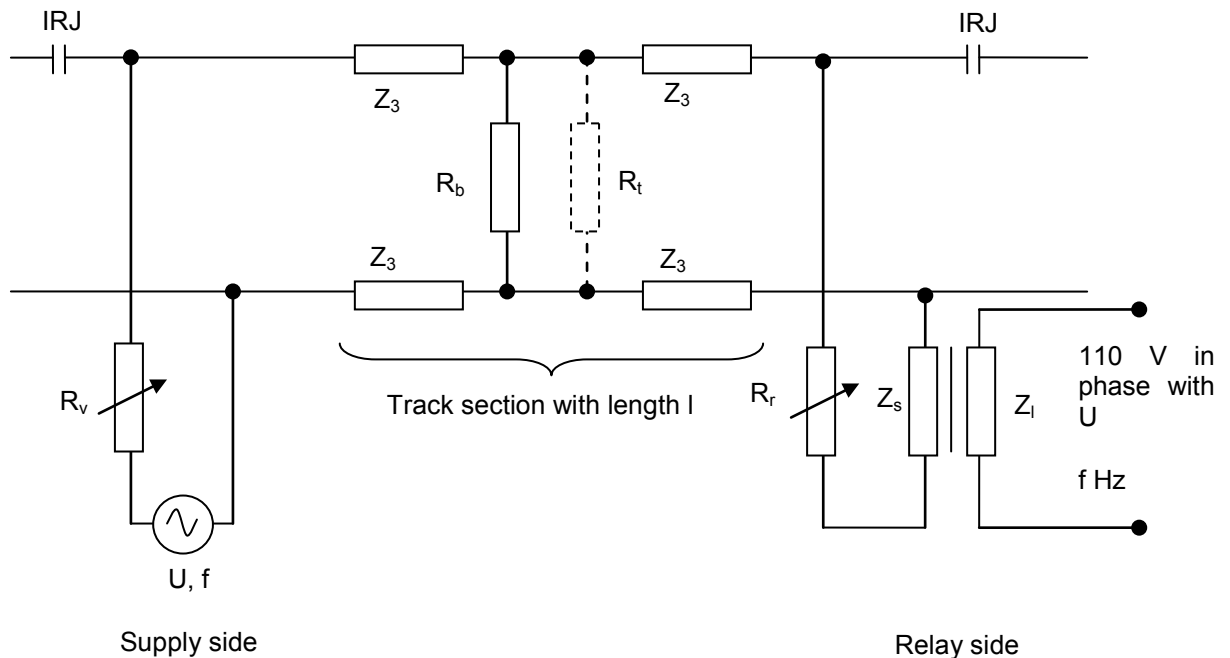 IRJ
IRJ
Z3
Z3
Rb
Rt
Z3
Z3
Rv
Track section with length l
Rr
Zs
Zl
110 V in
phase with
U
f Hz
U, f
Supply side
Relay side